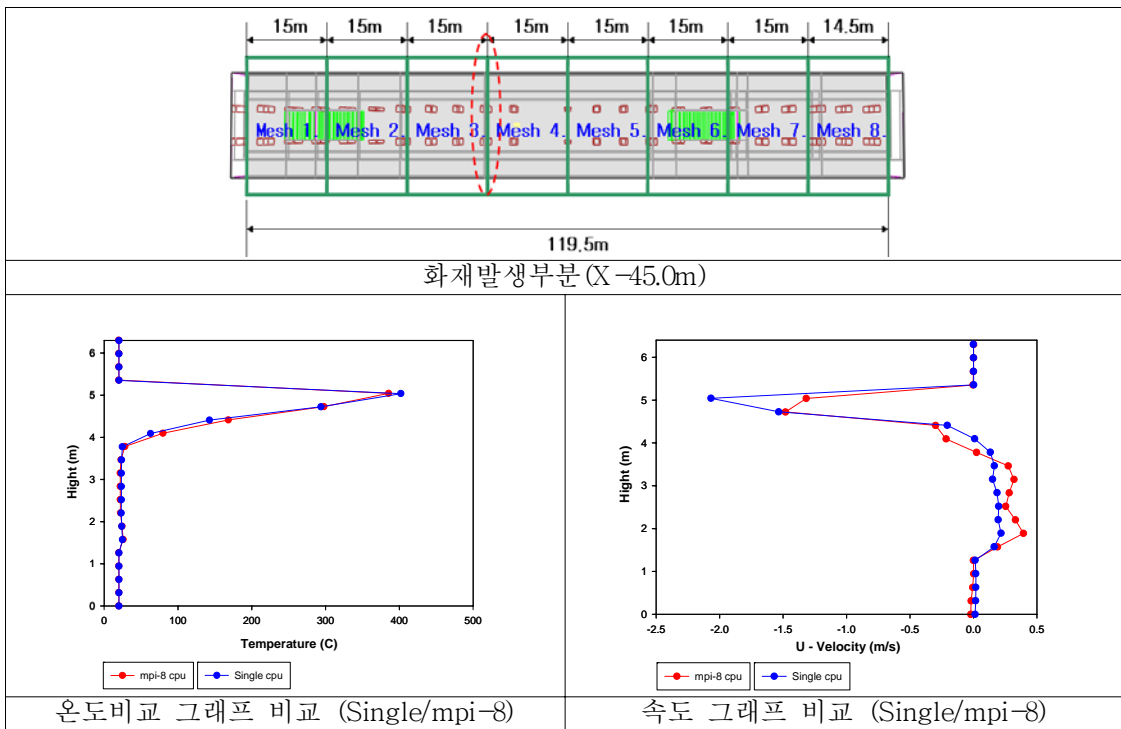 15m 15m 15m 15m 15m 15m 15m 14.5m
Mesh 1. Mesh 2. Mesh 3. Mesh 4. Mesh 5. Mesh 6. Mesh 7. Mesh 8.
119.5m
화재발생부분(X-45.0m)
6
5
4
3
2
1
0
Hight (m)
0 100 200 300 400 500
Temperature (C)
mpi-8 cpu Single cpu
온도비교 그래프 비교 (Single/mpi-8)
6
5
4
3
2
1
0
Hight (m)
-2.5 -2.0 -1.5 -1.0 -0.5 0.0 0.5
U - Velocity (m/s)
mpi-8 cpu Single cpu
속도 그래프 비교 (Single/mpi-8)